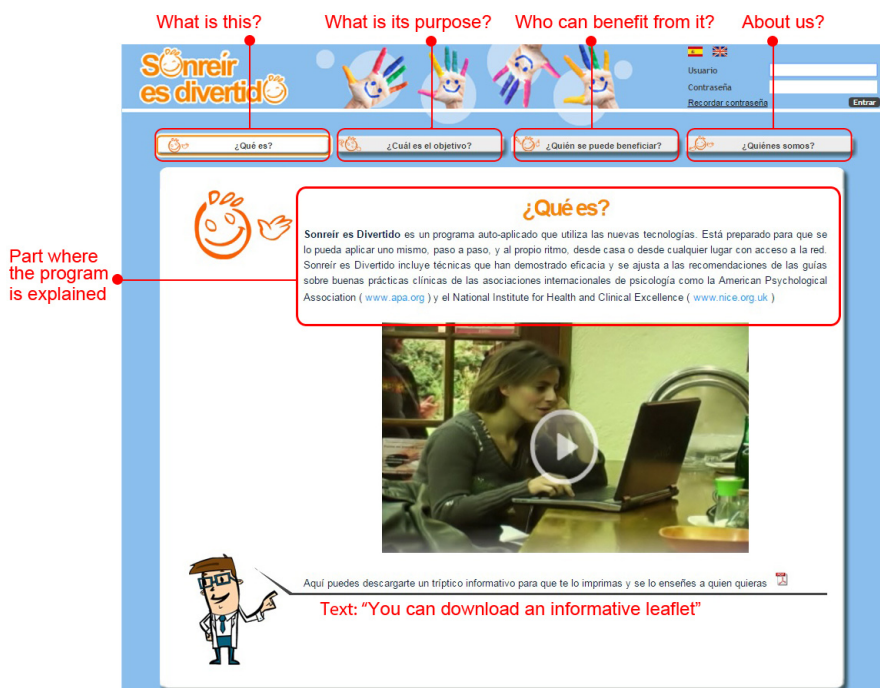 What is this?
What is its purpose?
Who can benefit from it?
About us?
Sonreír
es divertido
Usuario
Contraseña
Recordar contraseña
Entrar
¿Qué es?
¿Cuál es el objetivo?
¿Quién se puede beneficiar?
¿Quiénes somos?
Part where
the program
is explained
¿Qué es?
Sonreír es Divertido es un programa auto-aplicado que utiliza las nuevas tecnologías. Está preparado para que se
lo pueda aplicar uno mismo, paso a paso, y al propio ritmo, desde casa o desde cualquier lugar con acceso a la red.
Sonreír es Divertido incluye técnicas que han demostrado eficacia y se ajusta a las recomendaciones de las guías
sobre buenas prácticas clínicas de las asociaciones internacionales de psicología como la American Psychological
Association ( www.apa.org ) y el National Institute for Health and Clinical Excellence ( www.nice.org.uk )
Aquí puedes descargarte un tríptico informativo para que te lo imprimas y se lo enseñes a quien quieras
Text: “You can download an informative leaflet”